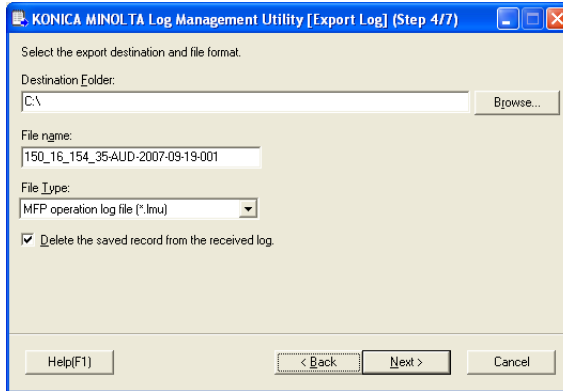 KONICA MINOLTA Log Management Utility [Export Log] (Step 4/7)
Select the export destination and file format.
Destination Folder:
C:\
Browse...
File name:
150_16_154_35-AUD-2007-09-19-001
File Type:
MFP operation log file (*.lmu)
Delete the saved record from the received log.
Help(F1)
< Back
Next >
Cancel